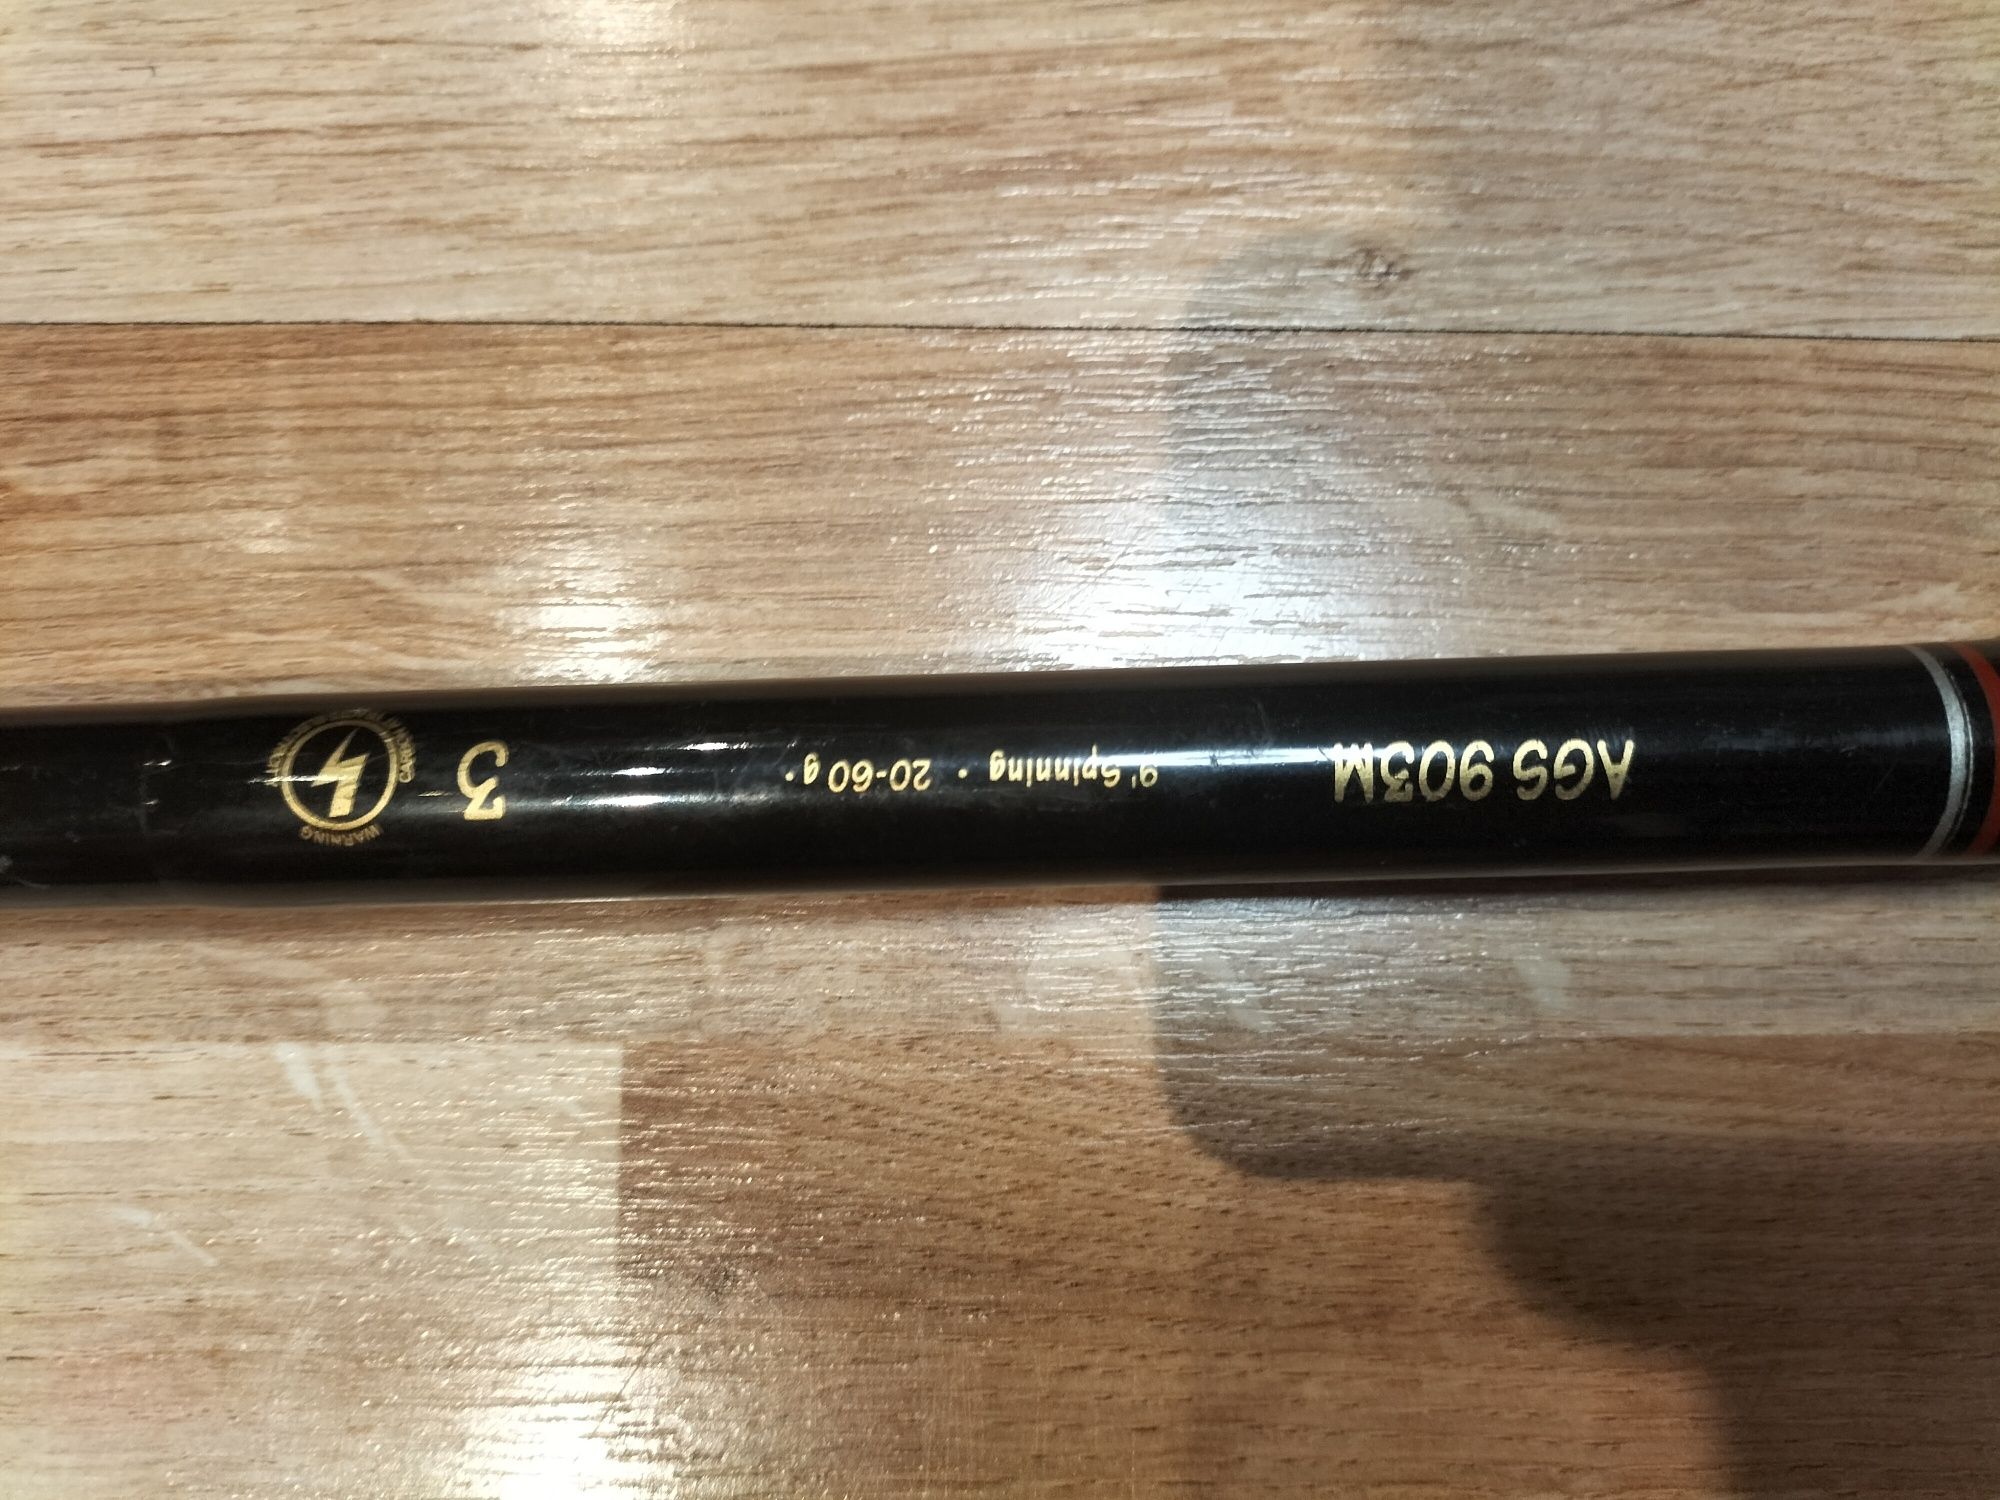 AGS 903M
9' Spinning • 20-60 g •
3
WARNING